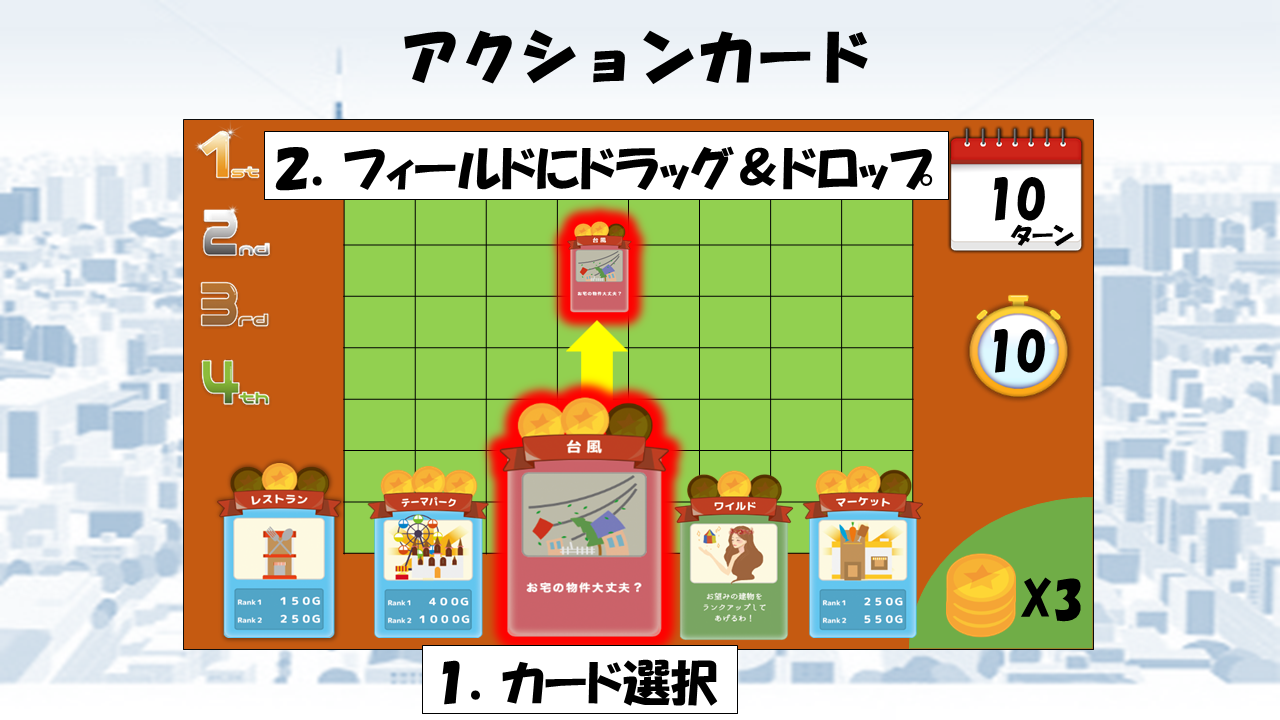 アクションカード
1st
2. フィールドにドラッグ&ドロップ。
10
ターン
2nd
台風
お宅の物件大丈夫?
3rd
10
4th
台風
お宅の物件大丈夫?
レストラン
Rank1 150G
Rank2 250G
テーマパーク
Rank1 400G
Rank2 1000G
ワイルド
お望みの建物を
ランクアップして
あげるわ!
マーケット
Rank1 250G
Rank2 550G
X3
1. カード選択